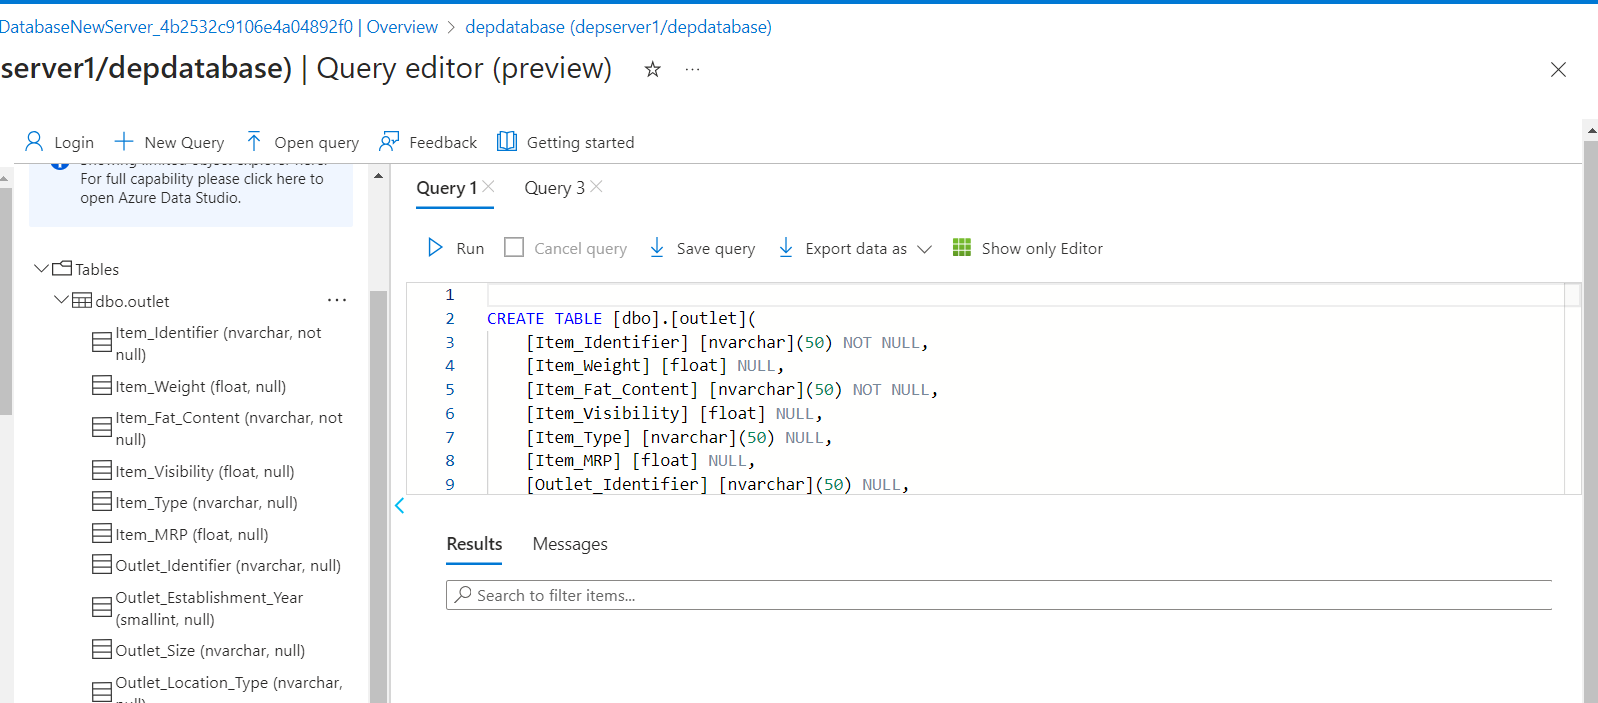 DatabaseNewServer_4b2532c9106e4a04892f0 | Overview > depdatabase (depserver1/depdatabase)
server1/depdatabase) | Query editor (preview) ☆ ...
Login
New Query
Open query
Feedback
Getting started
Showing limited object explorer here.
For full capability please click here to
open Azure Data Studio.
Tables
dbo.outlet ...
Item_Identifier (nvarchar, not
null)
Item_Weight (float, null)
Item_Fat_Content (nvarchar, not
null)
Item_Visibility (float, null)
Item_Type (nvarchar, null)
Item_MRP (float, null)
Outlet_Identifier (nvarchar, null)
Outlet_Establishment_Year
(smallint, null)
Outlet_Size (nvarchar, null)
Outlet_Location_Type (nvarchar,
null)
Query 1
Query 3
Run
Cancel query
Save query
Export data as
Show only Editor
1
2 CREATE TABLE [dbo].[outlet](
3 [Item_Identifier] [nvarchar](50) NOT NULL,
4 [Item_Weight] [float] NULL,
5 [Item_Fat_Content] [nvarchar](50) NOT NULL,
6 [Item_Visibility] [float] NULL,
7 [Item_Type] [nvarchar](50) NULL,
8 [Item_MRP] [float] NULL,
9 [Outlet_Identifier] [nvarchar](50) NULL,
Results
Messages
Search to filter items...